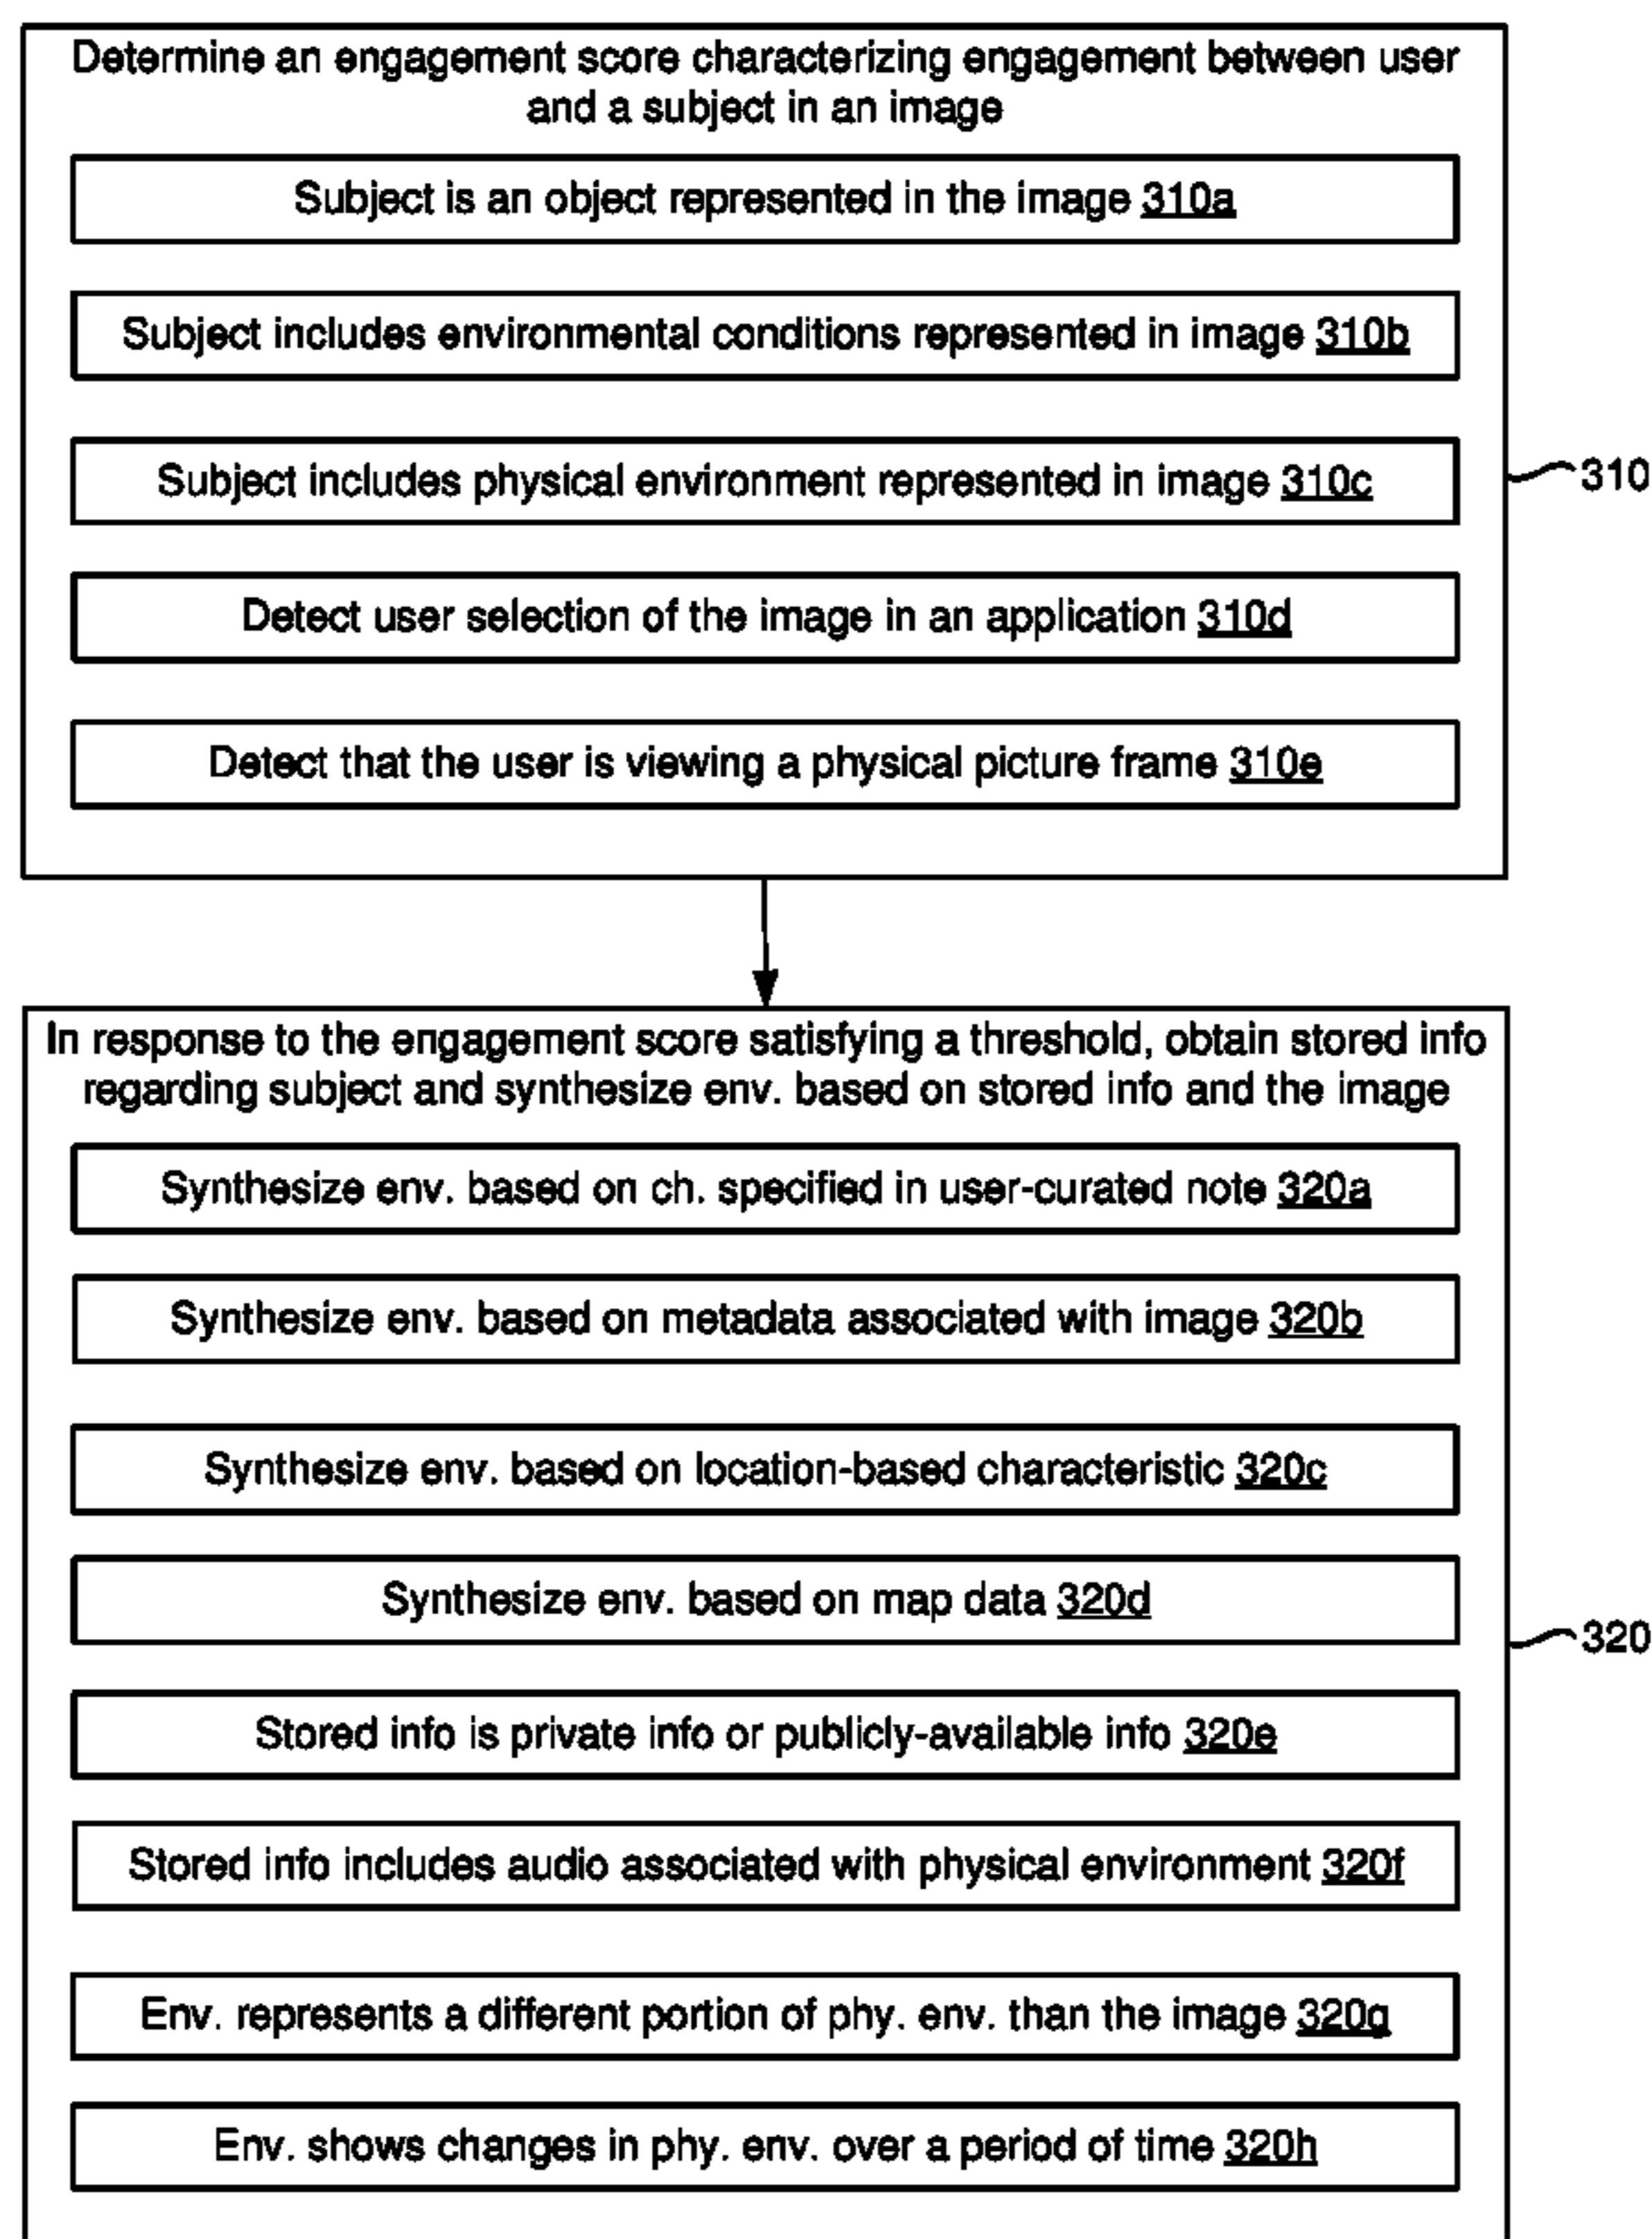 Determine an engagement score characterizing engagement between user
and a subject in an image
Subject is an object represented in the image 310a
Subject includes environmental conditions represented in image 310b
Subject includes physical environment represented in image 310c
310
Detect user selection of the image in an application 310d
Detect that the user is viewing a physical picture frame 310e
In response to the engagement score satisfying a threshold, obtain stored info
regarding subject and synthesize env. based on stored info and the image
Synthesize env. based on ch. specified in user-curated note 320a
Synthesize env. based on metadata associated with image 320b
Synthesize env. based on location-based characteristic 320c
Synthesize env. based on map data 320d
320
Stored info is private info or publicly-available info 320e
Stored info includes audio associated with physical environment 320f
Env. represents a different portion of phy. env. than the image 320g
Env. shows changes in phy. env. over a period of time 320h